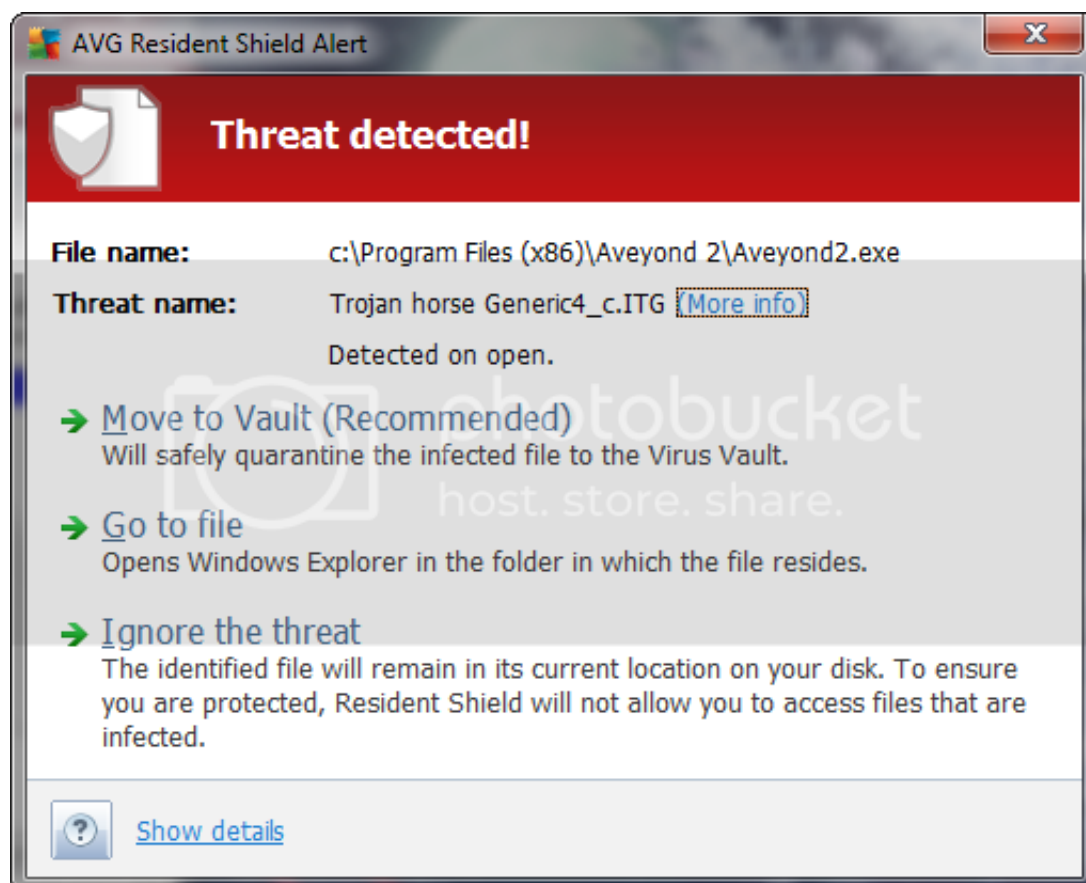 AVG Resident Shield Alert
Threat detected!
File name: c:\Program Files (x86)\Aveyond 2\Aveyond2.exe
Threat name: Trojan horse Generic4_c.ITG (More info)
Detected on open.
Move to Vault (Recommended)
Will safely quarantine the infected file to the Virus Vault.
Go to file
Opens Windows Explorer in the folder in which the file resides.
Ignore the threat
The identified file will remain in its current location on your disk. To ensure
you are protected, Resident Shield will not allow you to access files that are
infected.
? Show details
photobucket
host. store. share.